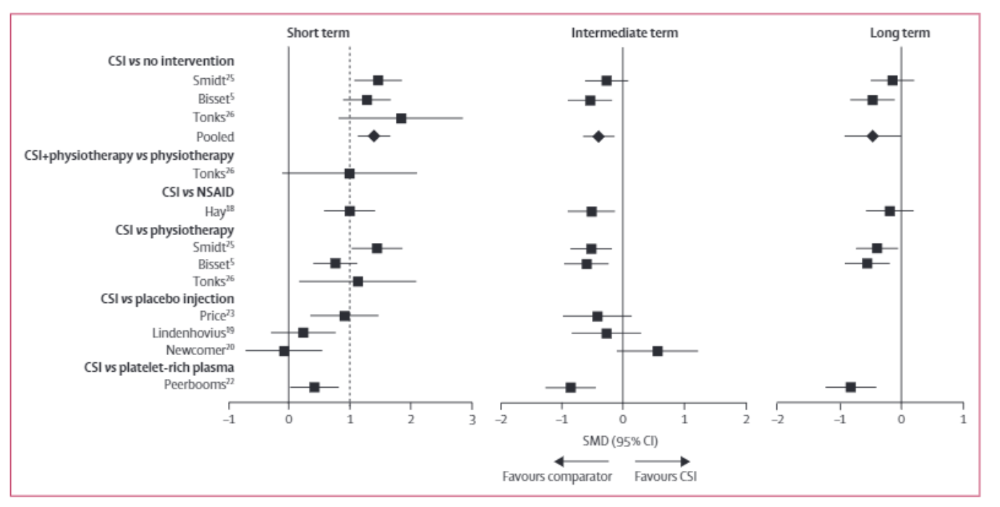 Short term Intermediate term Long term
CSI vs no intervention
Smidt²⁵
Bisset⁵
Tonks²⁶
Pooled
CSI+physiotherapy vs physiotherapy
Tonks²⁶
CSI vs NSAID
Hay¹⁸
CSI vs physiotherapy
Smidt²⁵
Bisset⁵
Tonks²⁶
CSI vs placebo injection
Price²³
Lindenhovius¹⁹
Newcomer²⁰
CSI vs platelet-rich plasma
Peerbooms²²
–1 0 1 2 3 –2 –1 0 1 2 –2 –1 0 1
SMD (95% CI)
Favours comparator Favours CSI